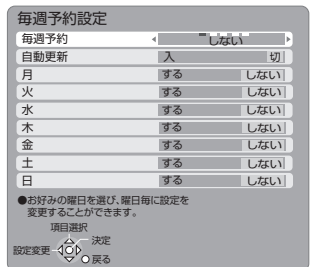 毎週予約設定
毎週予約 しない
自動更新 入 切
月 する しない
火 する しない
水 する しない
木 する しない
金 する しない
土 する しない
日 する しない
●お好みの曜日を選び、曜日毎に設定を
変更することができます。
項目選択
決定
設定変更
戻る